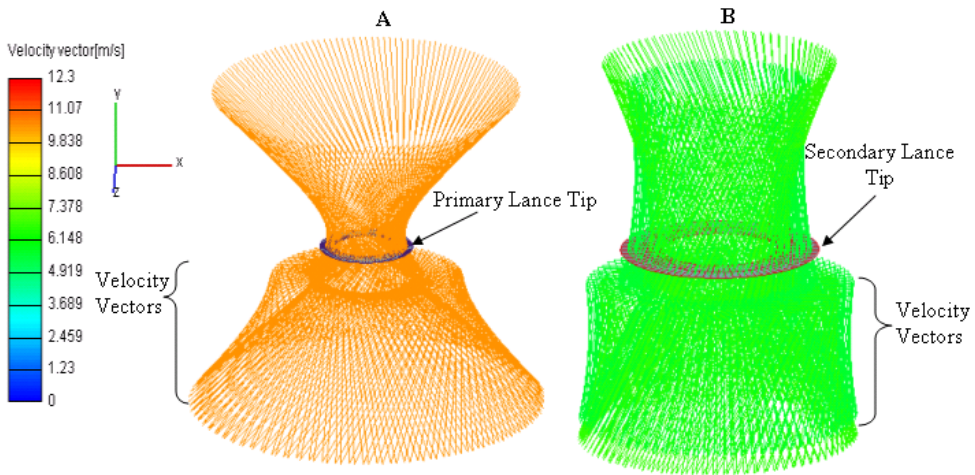 A
B
Velocity vector[m/s]
12.3
11.07
9.838
8.608
7.378
6.148
4.919
3.689
2.459
1.23
0
y
x
z
Primary Lance Tip
Secondary Lance
Tip
Velocity
Vectors
Velocity
Vectors